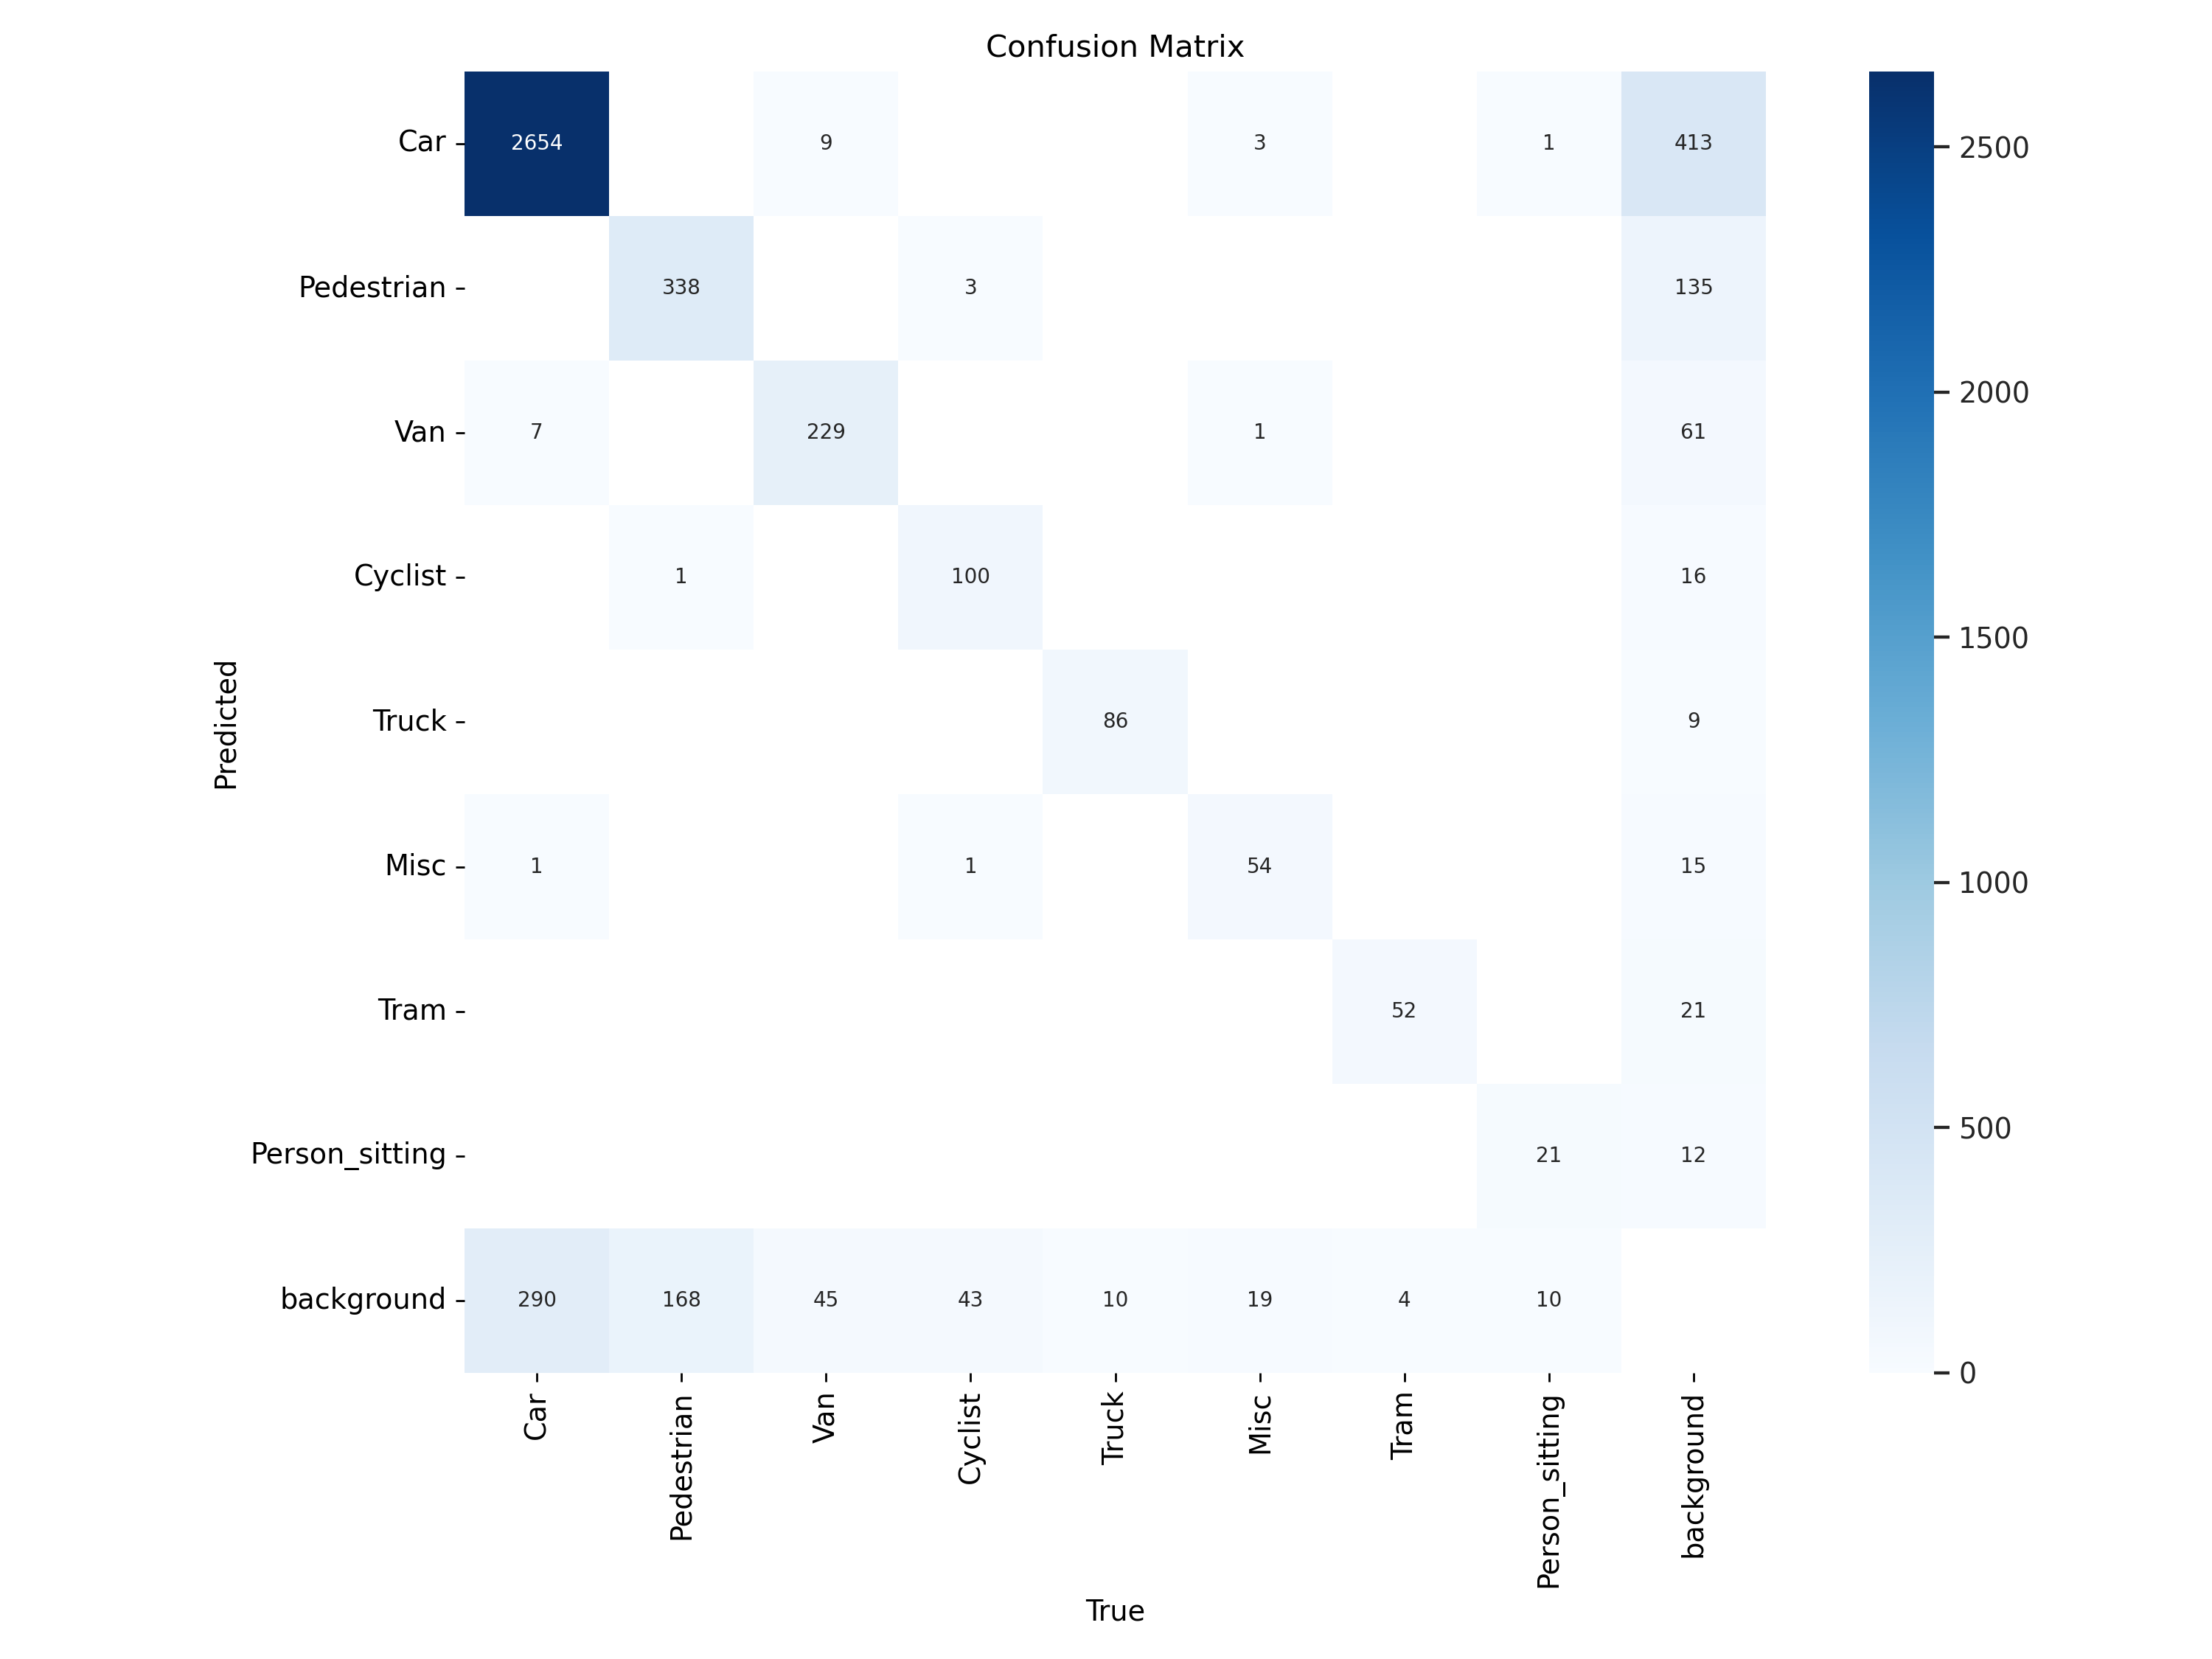 Confusion Matrix
Car 2654 9 3 1 413
Pedestrian 338 3 135
Van 7 229 1 61
Cyclist 1 100 16
Truck 86 9
Misc 1 1 54 15
Tram 52 21
Person_sitting 21 12
background 290 168 45 43 10 19 4 10
Car Pedestrian Van Cyclist Truck Misc Tram Person_sitting background
True
Predicted
2500
2000
1500
1000
500
0